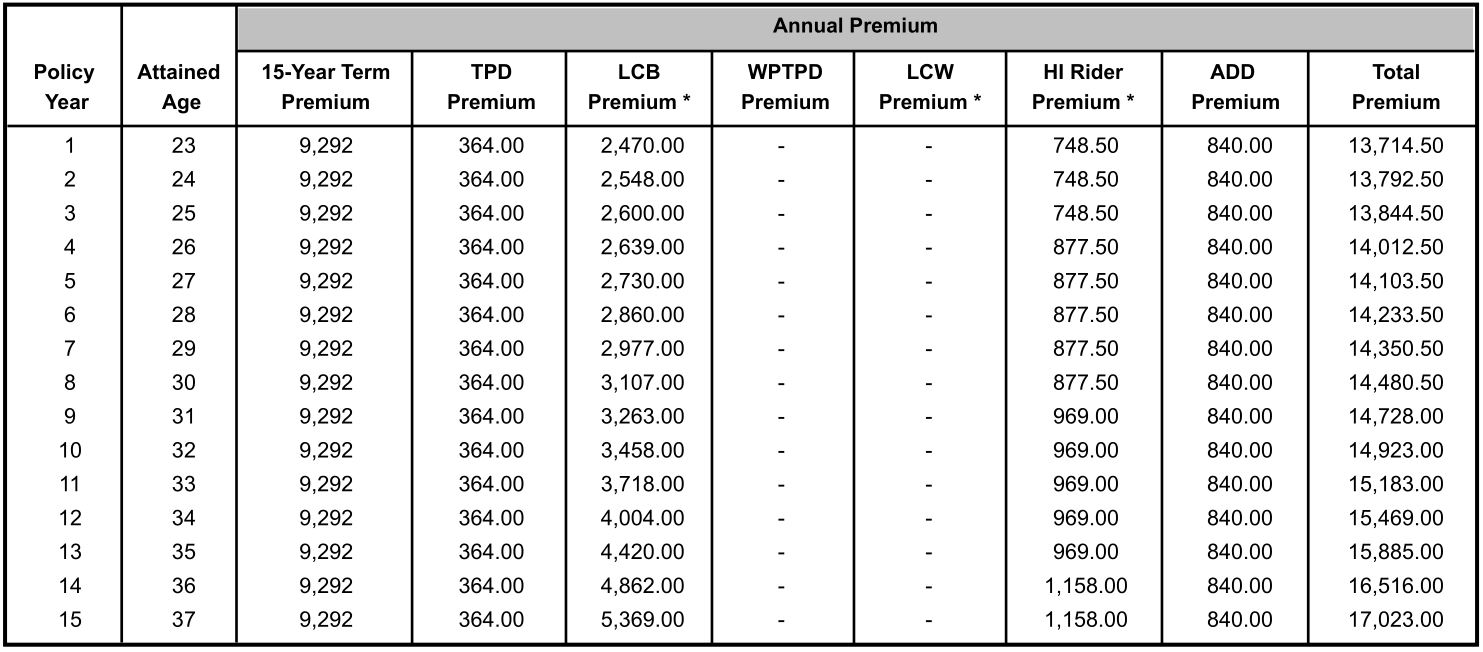 Annual Premium
Policy Year Attained Age 15-Year Term Premium TPD Premium LCB Premium * WPTPD Premium LCW Premium * HI Rider Premium * ADD Premium Total Premium
1 23 9,292 364.00 2,470.00 - - 748.50 840.00 13,714.50
2 24 9,292 364.00 2,548.00 - - 748.50 840.00 13,792.50
3 25 9,292 364.00 2,600.00 - - 748.50 840.00 13,844.50
4 26 9,292 364.00 2,639.00 - - 877.50 840.00 14,012.50
5 27 9,292 364.00 2,730.00 - - 877.50 840.00 14,103.50
6 28 9,292 364.00 2,860.00 - - 877.50 840.00 14,233.50
7 29 9,292 364.00 2,977.00 - - 877.50 840.00 14,350.50
8 30 9,292 364.00 3,107.00 - - 877.50 840.00 14,480.50
9 31 9,292 364.00 3,263.00 - - 969.00 840.00 14,728.00
10 32 9,292 364.00 3,458.00 - - 969.00 840.00 14,923.00
11 33 9,292 364.00 3,718.00 - - 969.00 840.00 15,183.00
12 34 9,292 364.00 4,004.00 - - 969.00 840.00 15,469.00
13 35 9,292 364.00 4,420.00 - - 969.00 840.00 15,885.00
14 36 9,292 364.00 4,862.00 - - 1,158.00 840.00 16,516.00
15 37 9,292 364.00 5,369.00 - - 1,158.00 840.00 17,023.00